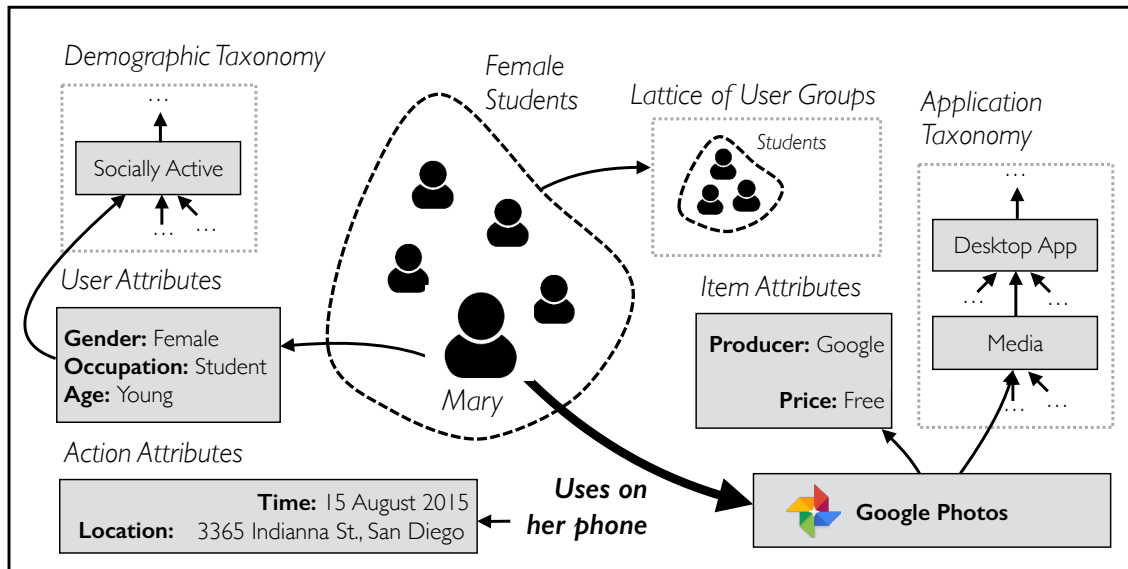 Demographic Taxonomy
...
Socially Active
...
...
Female
Students
Lattice of User Groups
Students
Application
Taxonomy
...
Desktop App
...
...
Media
...
...
User Attributes
Gender: Female
Occupation: Student
Age: Young
Mary
Item Attributes
Producer: Google
Price: Free
Action Attributes
Time: 15 August 2015
Location: 3365 Indianna St., San Diego
Uses on
her phone
Google Photos